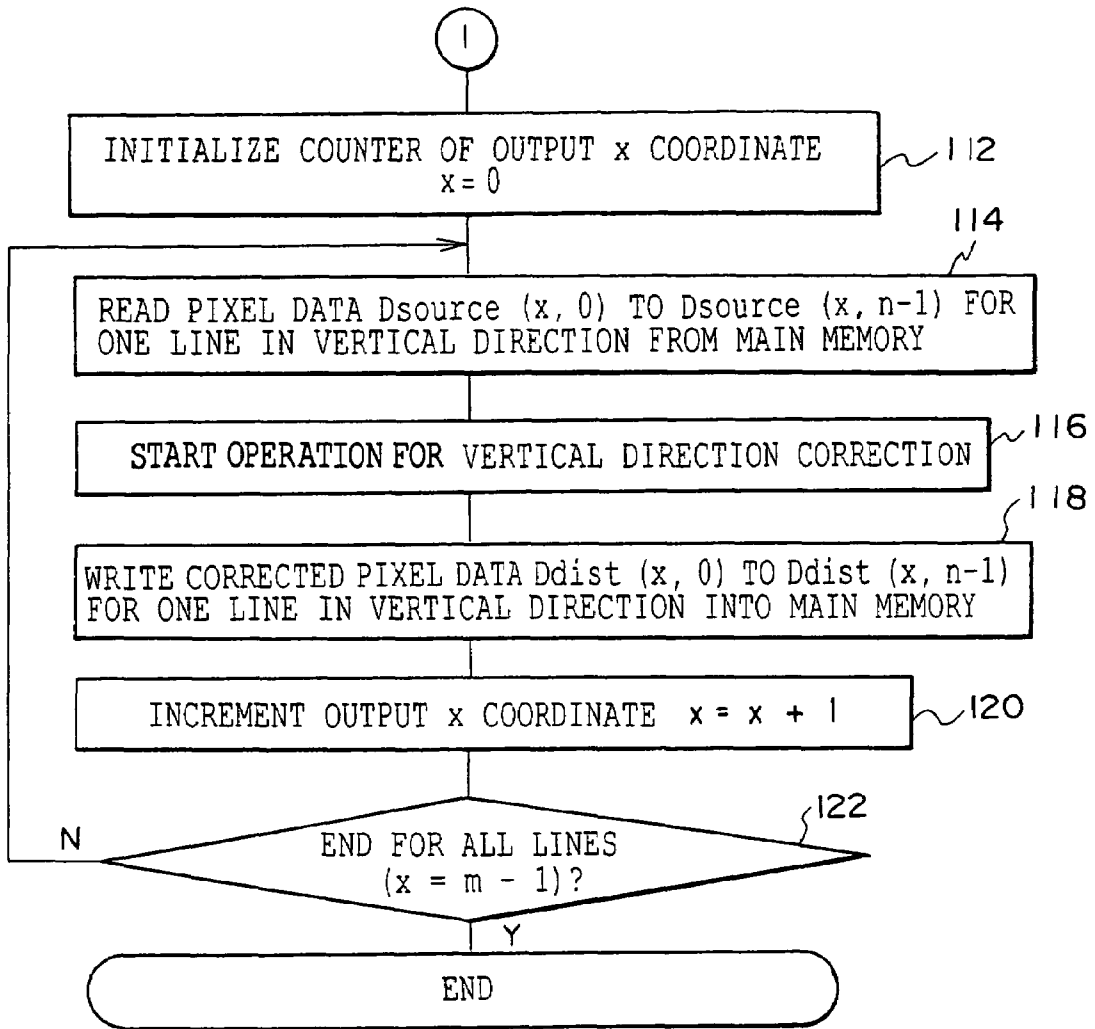 1
INITIALIZE COUNTER OF OUTPUT x COORDINATE
x = 0
112
114
READ PIXEL DATA Dsource (x, 0) TO Dsource (x, n-1) FOR
ONE LINE IN VERTICAL DIRECTION FROM MAIN MEMORY
START OPERATION FOR VERTICAL DIRECTION CORRECTION
116
118
WRITE CORRECTED PIXEL DATA Ddist (x, 0) TO Ddist (x, n-1)
FOR ONE LINE IN VERTICAL DIRECTION INTO MAIN MEMORY
INCREMENT OUTPUT x COORDINATE x = x + 1
120
122
N
END FOR ALL LINES
(x = m - 1)?
Y
END